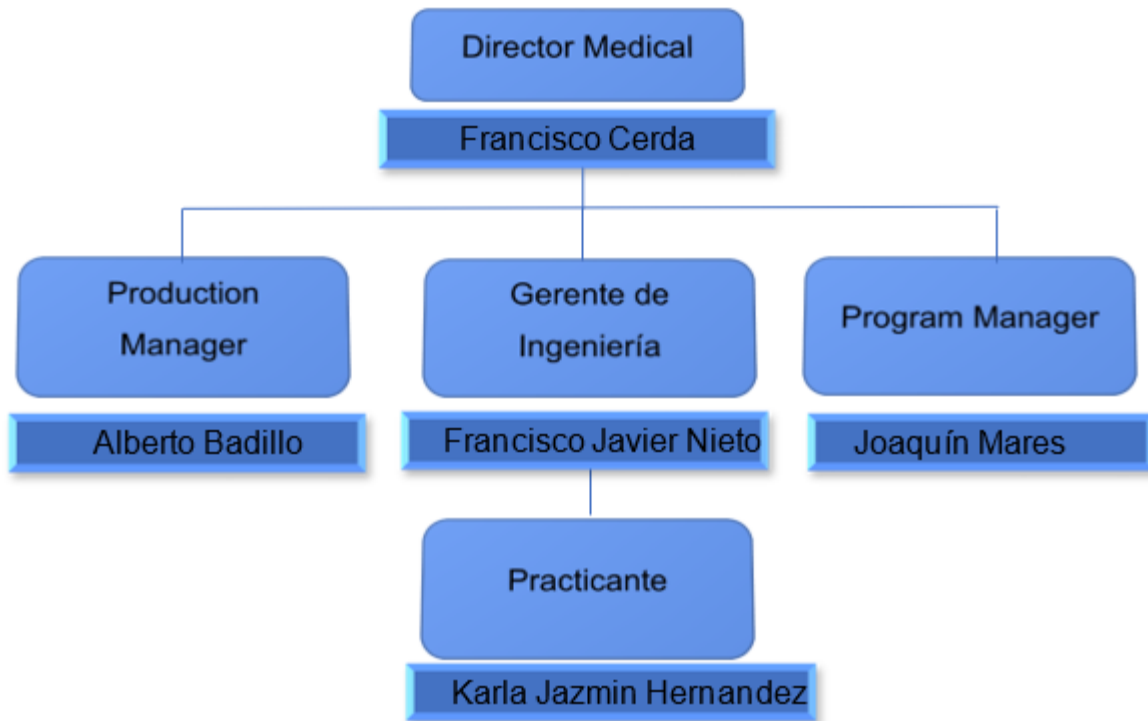 Director Medical
Francisco Cerda
Production
Manager
Alberto Badillo
Gerente de
Ingeniería
Francisco Javier Nieto
Program Manager
Joaquín Mares
Practicante
Karla Jazmin Hernandez